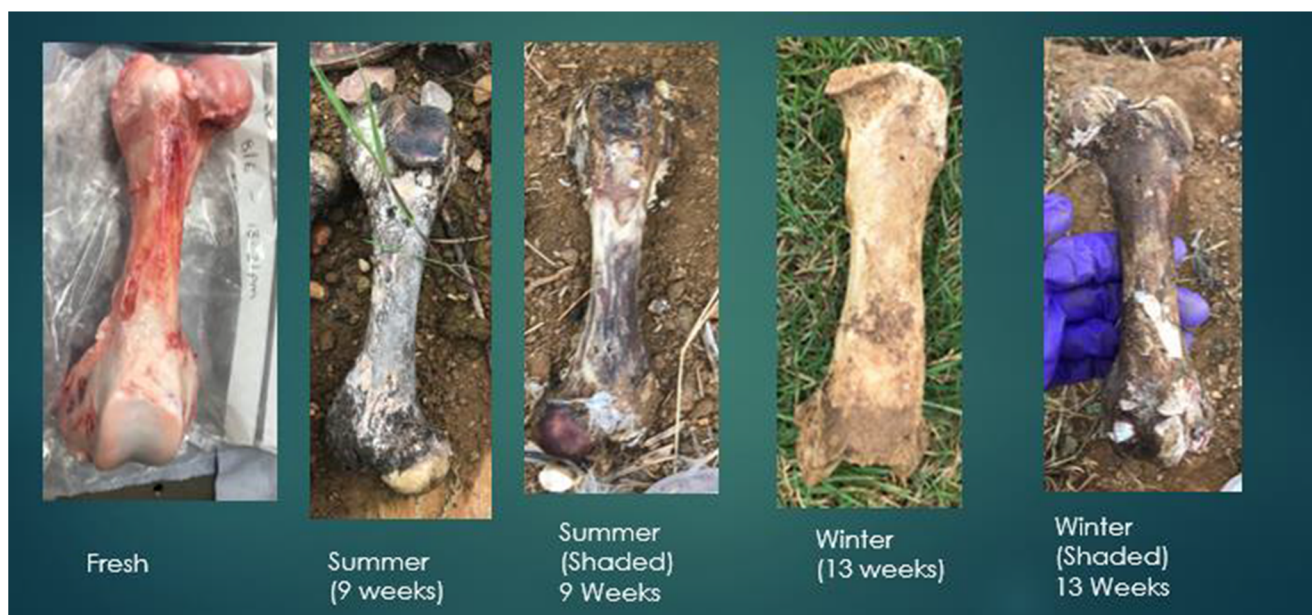 Fresh
Summer
(9 weeks)
Summer
(Shaded)
9 Weeks
Winter
(13 weeks)
Winter
(Shaded)
13 Weeks